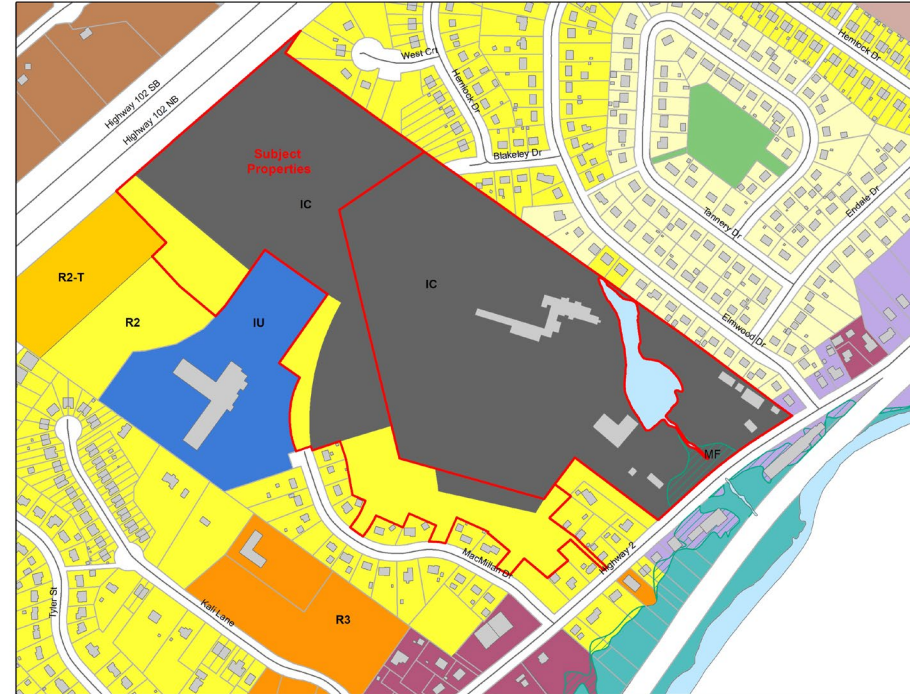 West Crt
Hemlock Dr
Hemlock Dr
Highway 102 SB
Highway 102 NB
Blakeley Dr
Subject
Properties
IC
Tannery Dr
Endale Dr
R2-T
IC
R2
IU
Elmwood Dr
MF
Highway 2
MacMillan Dr
Tyler St
Kali Lane
R3